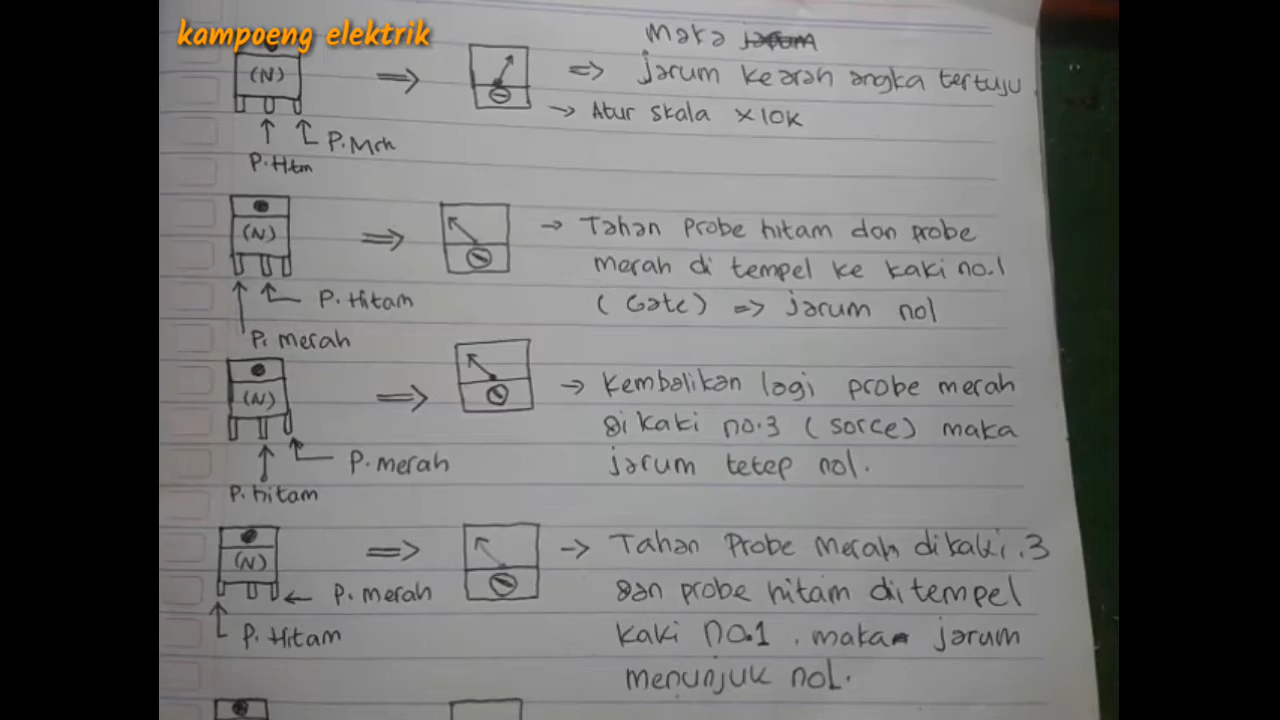 kampoeng elektrik
maka jarum
(N)
⇒ ⇒ jarum kearah angka tertuju
→ Atur skala x10K
P.Mrh
P.Htm
(N)
⇒ → Tahan probe hitam dan probe
merah di tempel ke kaki no.1
P. Hitam
(Gate) ⇒ jarum nol
P. merah
(N)
⇒ → Kembalikan lagi probe merah
dikaki no.3 (sorce) maka
P. merah
jarum tetep nol.
P. hitam
(N)
⇒ → Tahan Probe Merah dikaki.3
P. merah
dan probe hitam ditempel
P. Hitam
kaki no.1 . maka jarum
menunjuk nol.